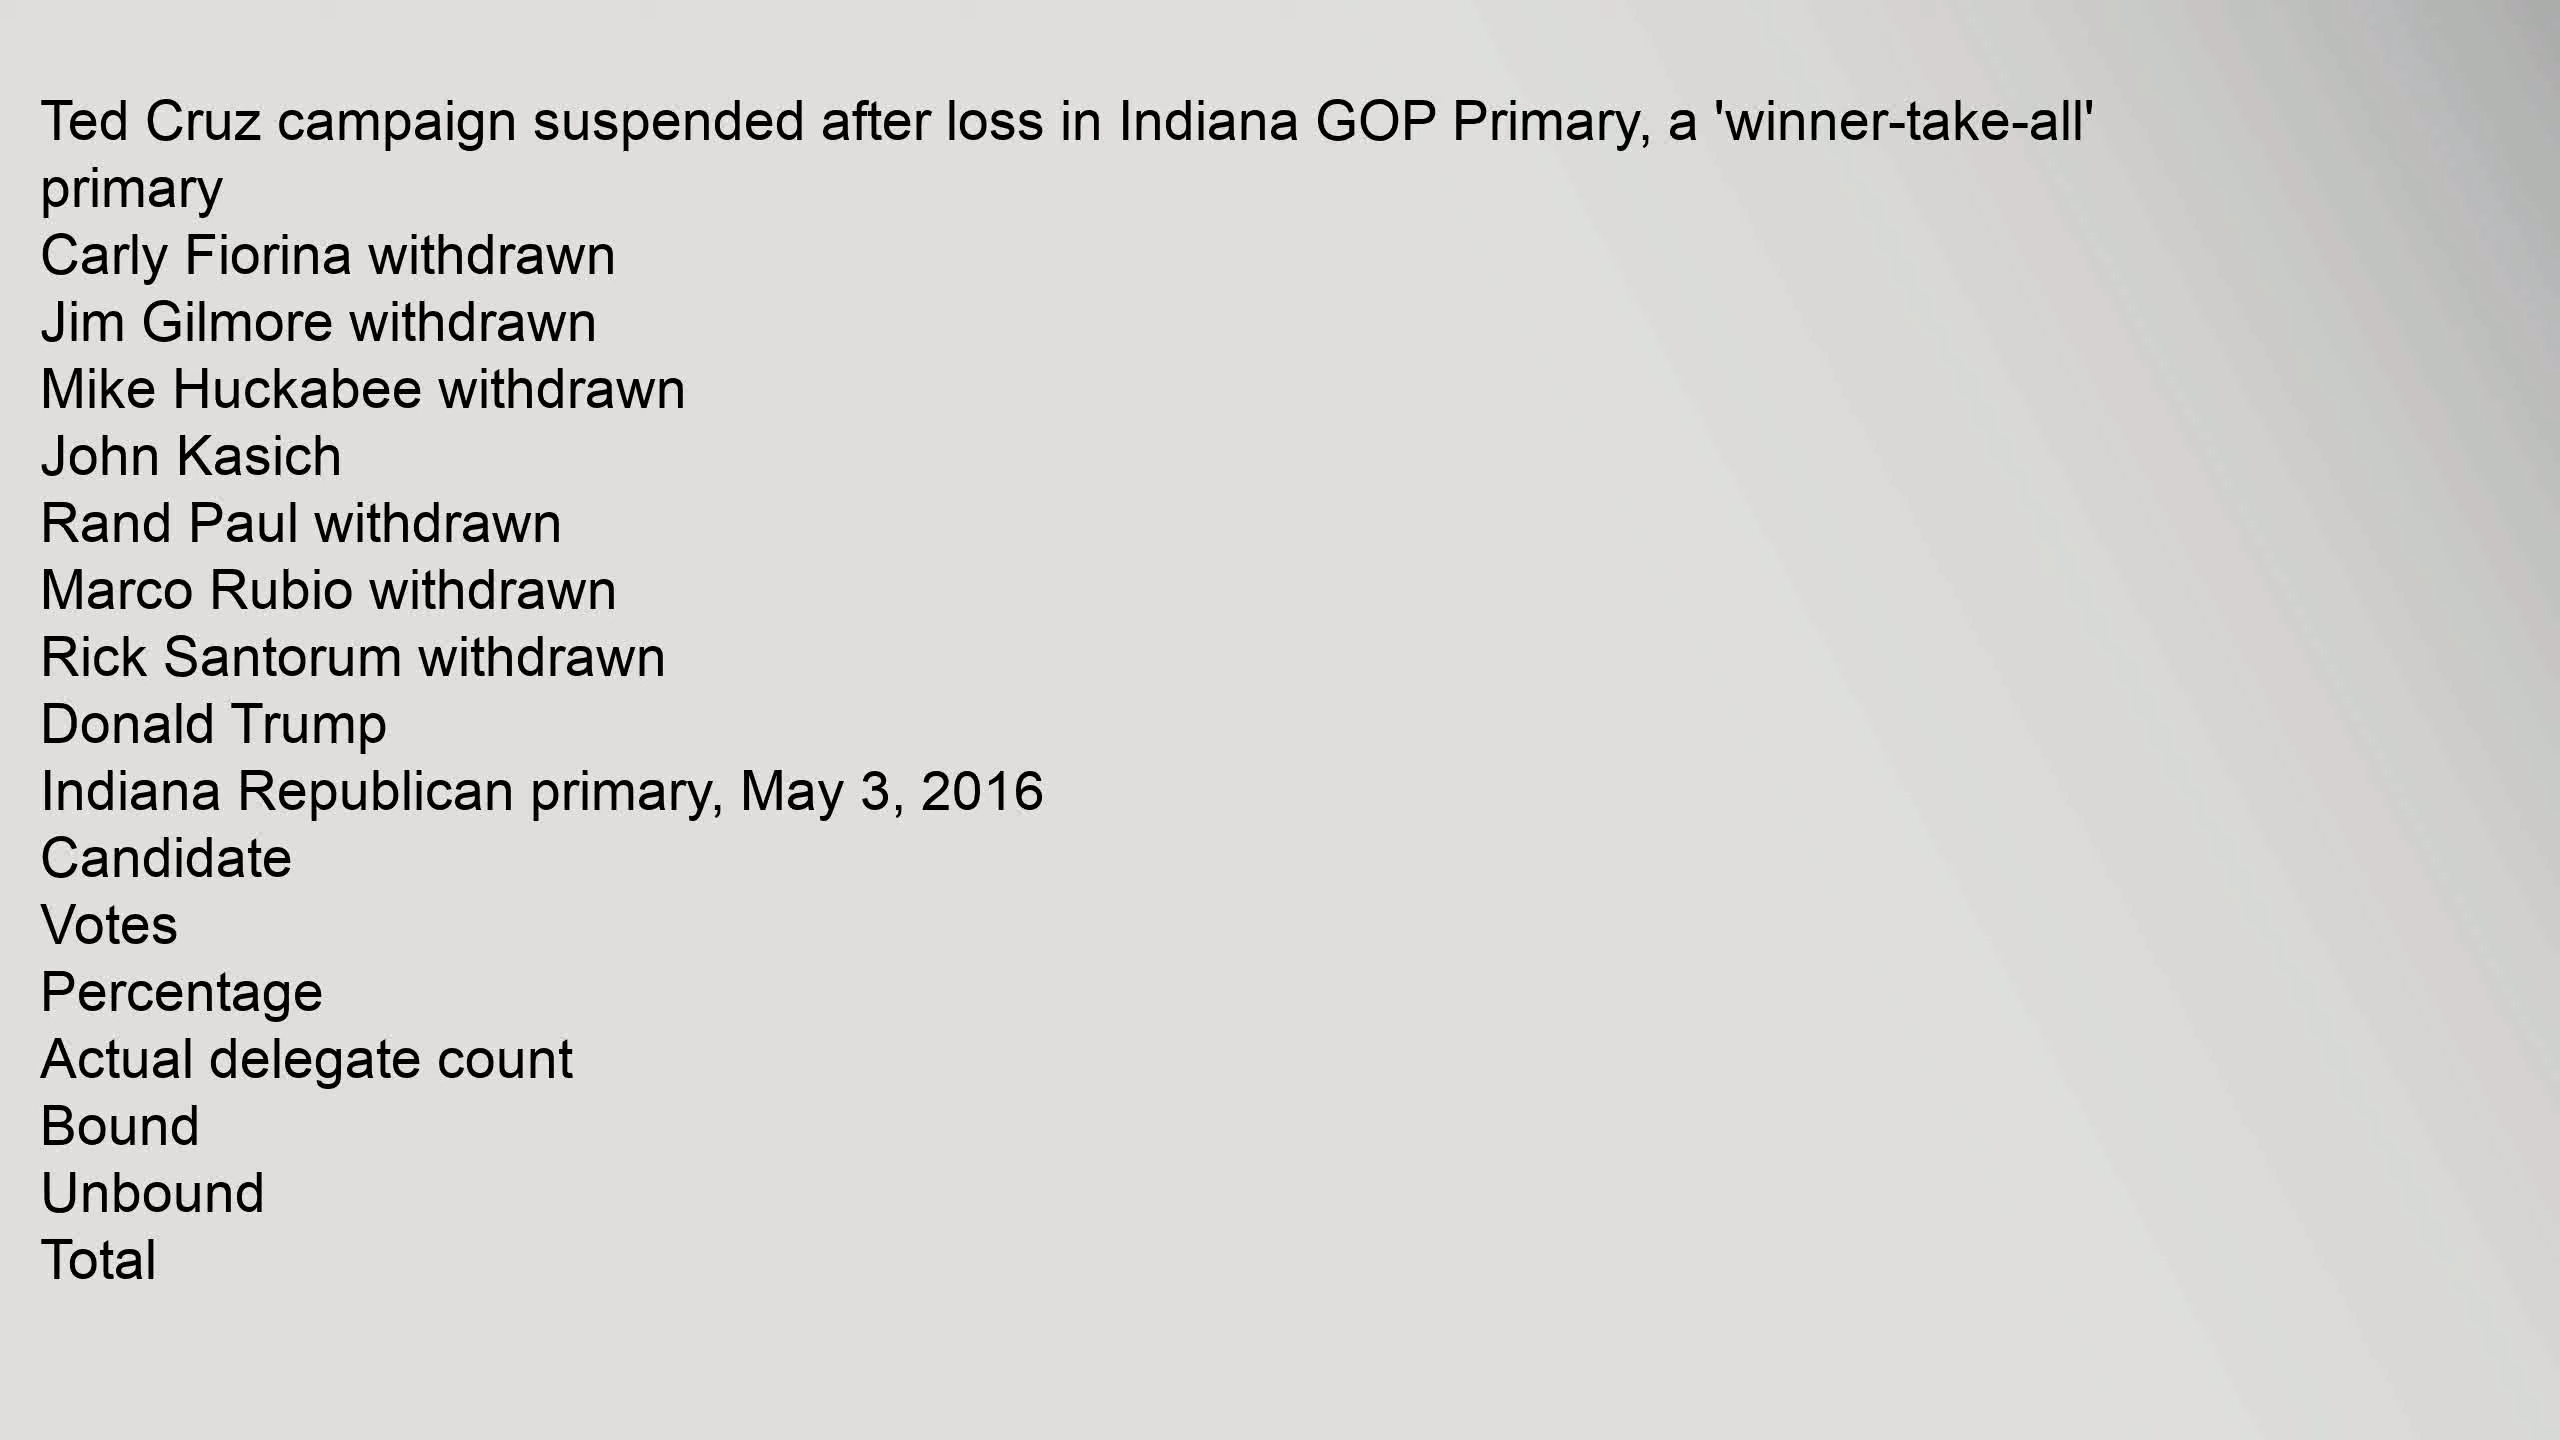 Ted Cruz campaign suspended after loss in Indiana GOP Primary, a 'winner-take-all'
primary
Carly Fiorina withdrawn
Jim Gilmore withdrawn
Mike Huckabee withdrawn
John Kasich
Rand Paul withdrawn
Marco Rubio withdrawn
Rick Santorum withdrawn
Donald Trump
Indiana Republican primary, May 3, 2016
Candidate
Votes
Percentage
Actual delegate count
Bound
Unbound
Total